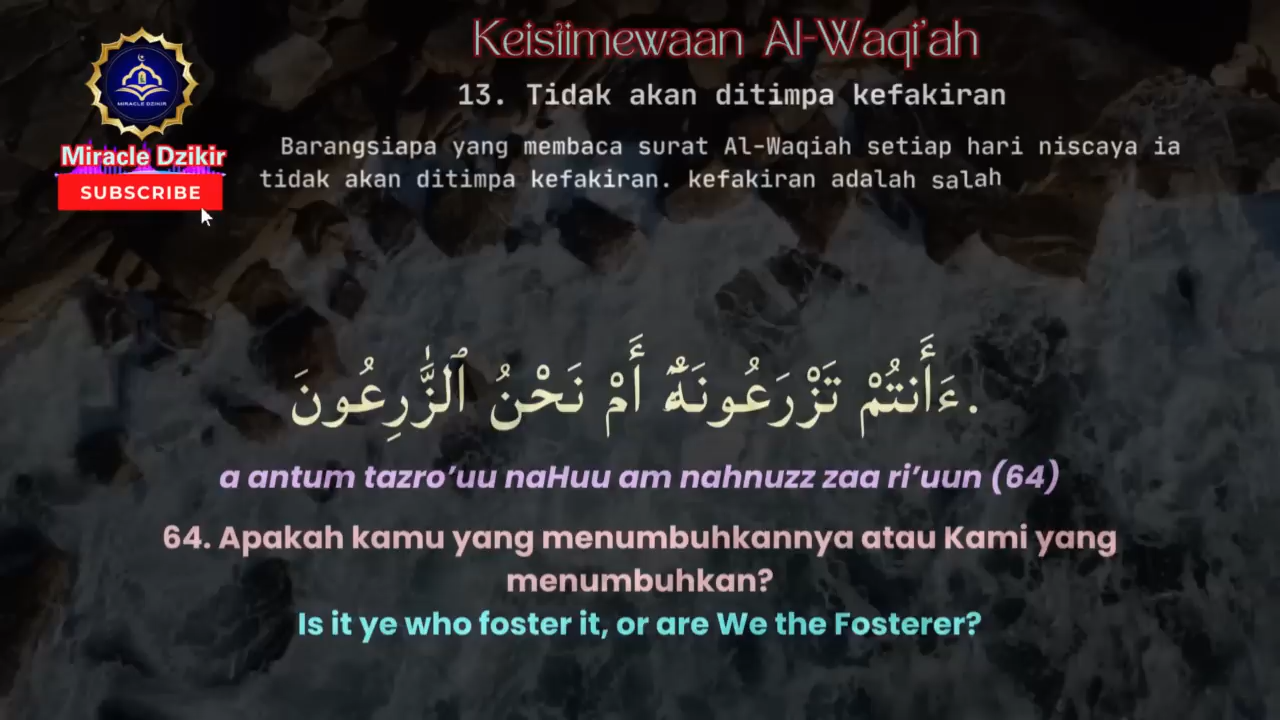 Keistimewaan Al-Waqi'ah
13. Tidak akan ditimpa kefakiran
MIRACLE DZIKIR
Barangsiapa yang membaca surat Al-Waqiah setiap hari niscaya ia
Miracle Dzikir
tidak akan ditimpa kefakiran. kefakiran adalah salah
SUBSCRIBE
ءَأَنتُمْ تَزْرَعُونَهُۥٓ أَمْ نَحْنُ ٱلزَّٰرِعُونَ.
a antum tazro’uu naHuu am nahnuzz zaa ri’uun (64)
64. Apakah kamu yang menumbuhkannya atau Kami yang
menumbuhkan?
Is it ye who foster it, or are We the Fosterer?